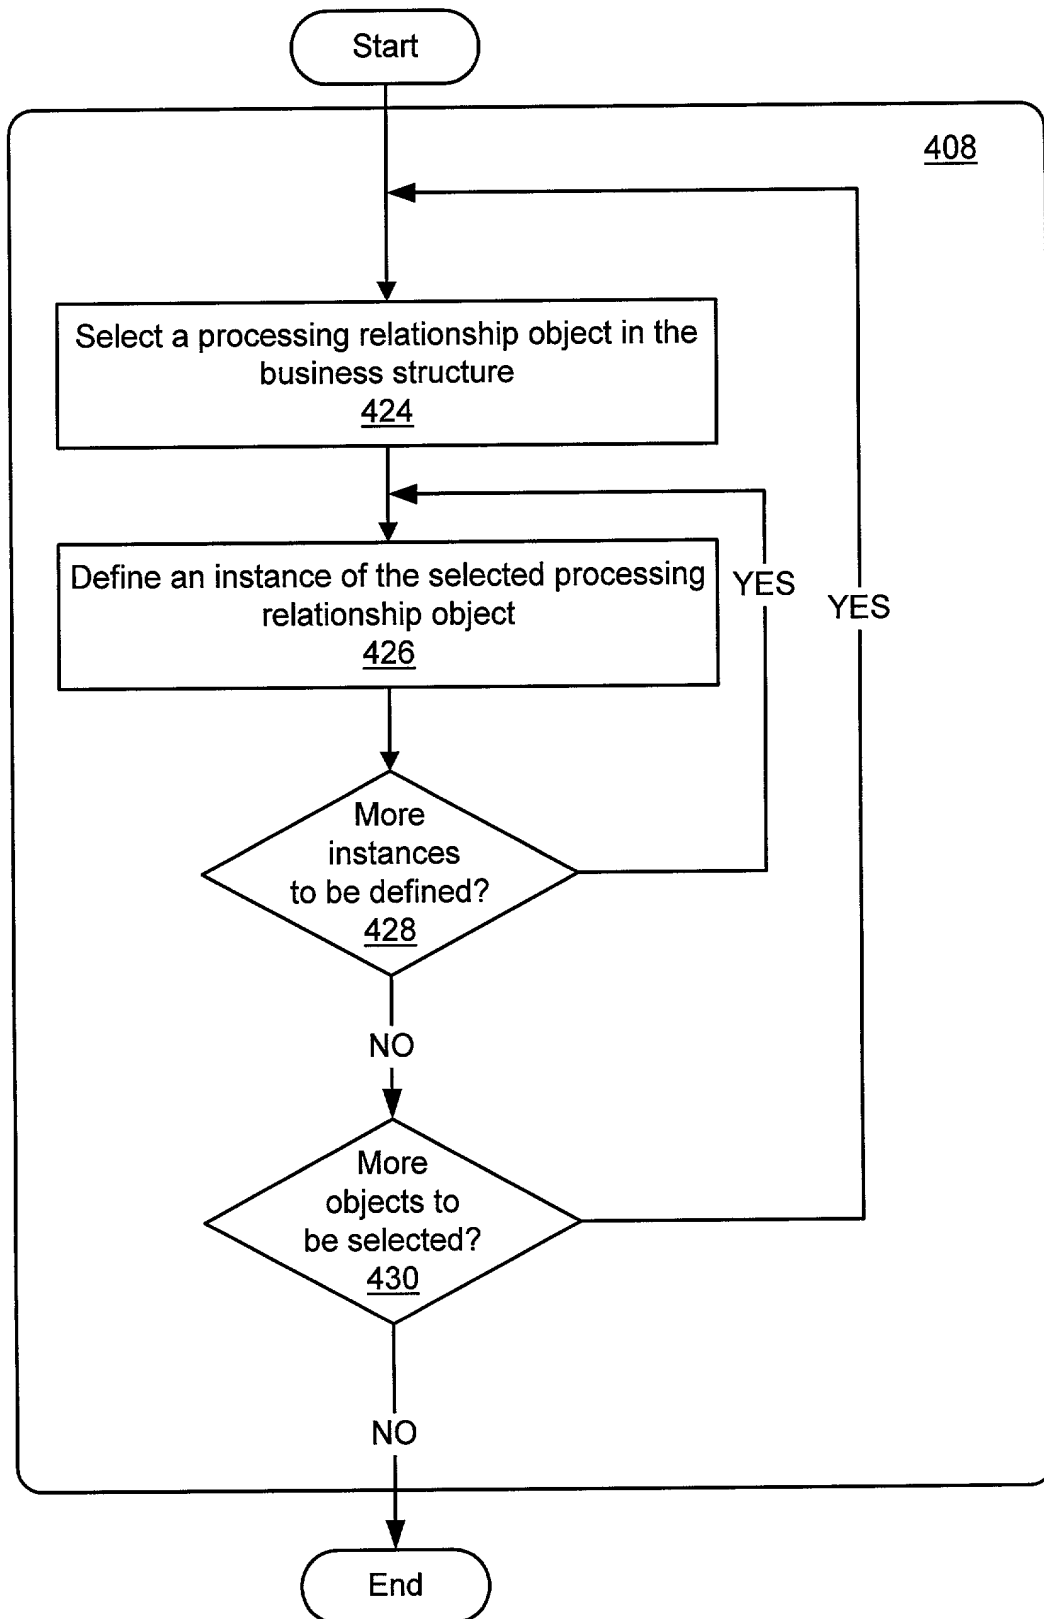 Start
408
Select a processing relationship object in the
business structure
424
Define an instance of the selected processing
relationship object
426
YES
YES
More
instances
to be defined?
428
NO
More
objects to
be selected?
430
NO
End